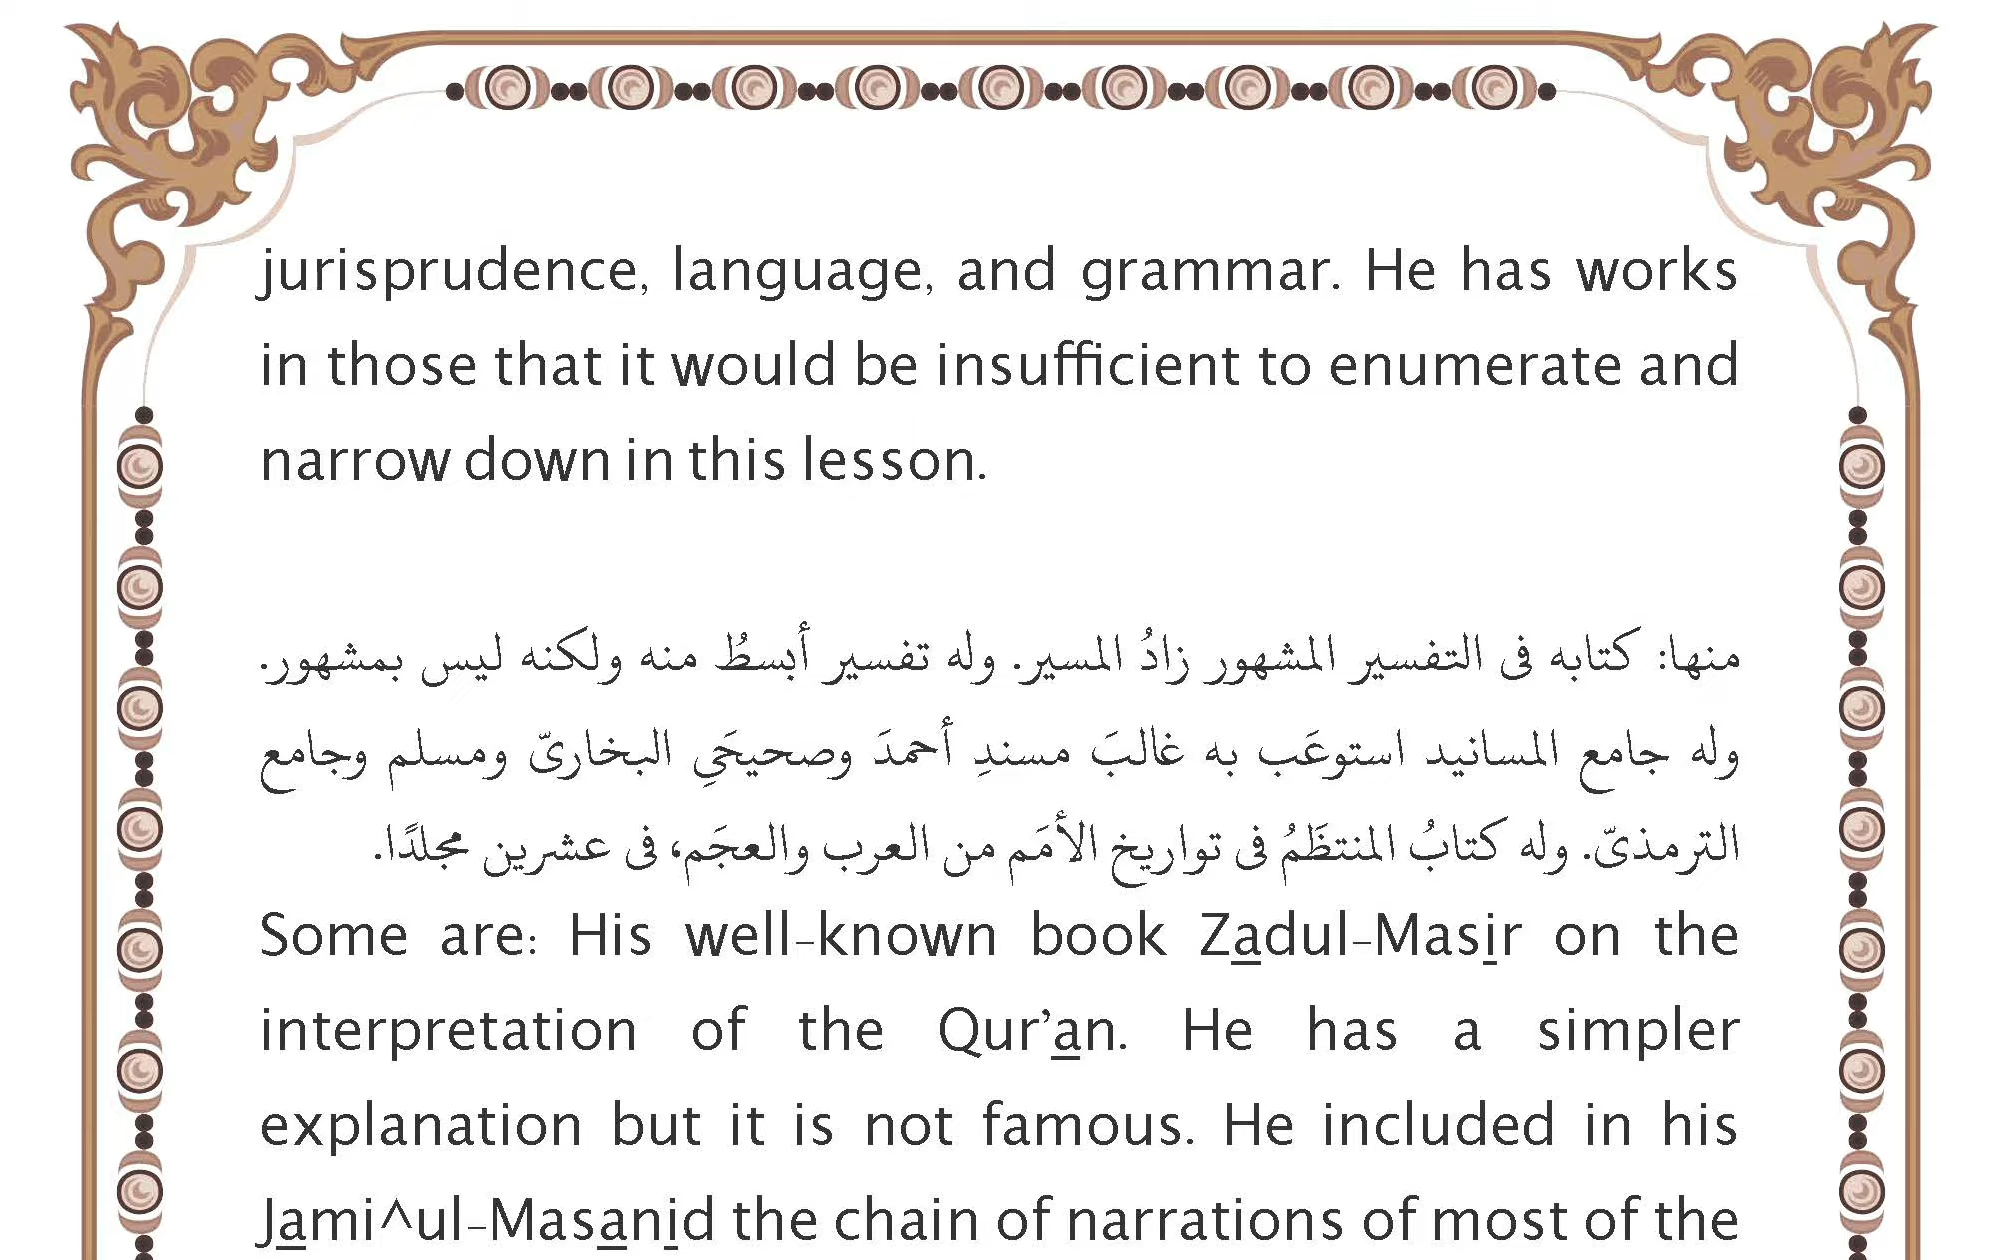 jurisprudence, language, and grammar. He has works
in those that it would be insufficient to enumerate and
narrow down in this lesson.
منها: كتابه فى التفسير المشهور زادُ المسير. وله تفسير أبسطُ منه ولكنه ليس بمشهور.
وله جامع المسانيد استوعَب به غالبَ مسندِ أحمدَ وصحيحَىِ البخارىّ ومسلم وجامع
الترمذىّ. وله كتابُ المنتظَمُ فى تواريخ الأمَم من العرب والعجَم، فى عشرين مجلدًا.
Some are: His well-known book Zadul-Masir on the
interpretation of the Qur’an. He has a simpler
explanation but it is not famous. He included in his
Jami^ul-Masanid the chain of narrations of most of the